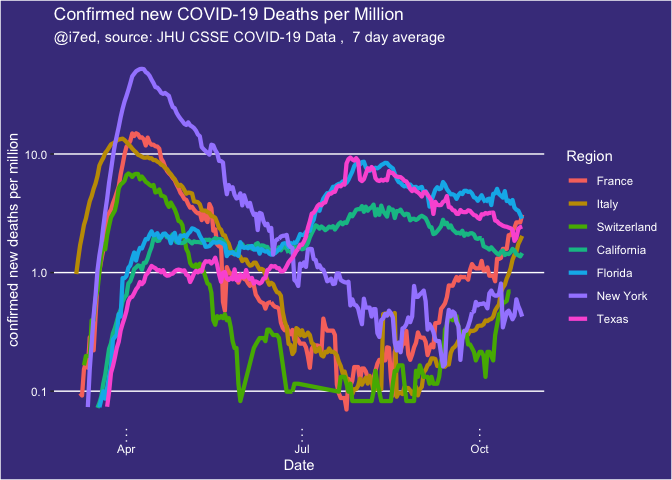 Confirmed new COVID-19 Deaths per Million
@i7ed, source: JHU CSSE COVID-19 Data ,  7 day average
confirmed new deaths per million
10.0
1.0
0.1
Apr
Jul
Oct
Date
Region
France
Italy
Switzerland
California
Florida
New York
Texas